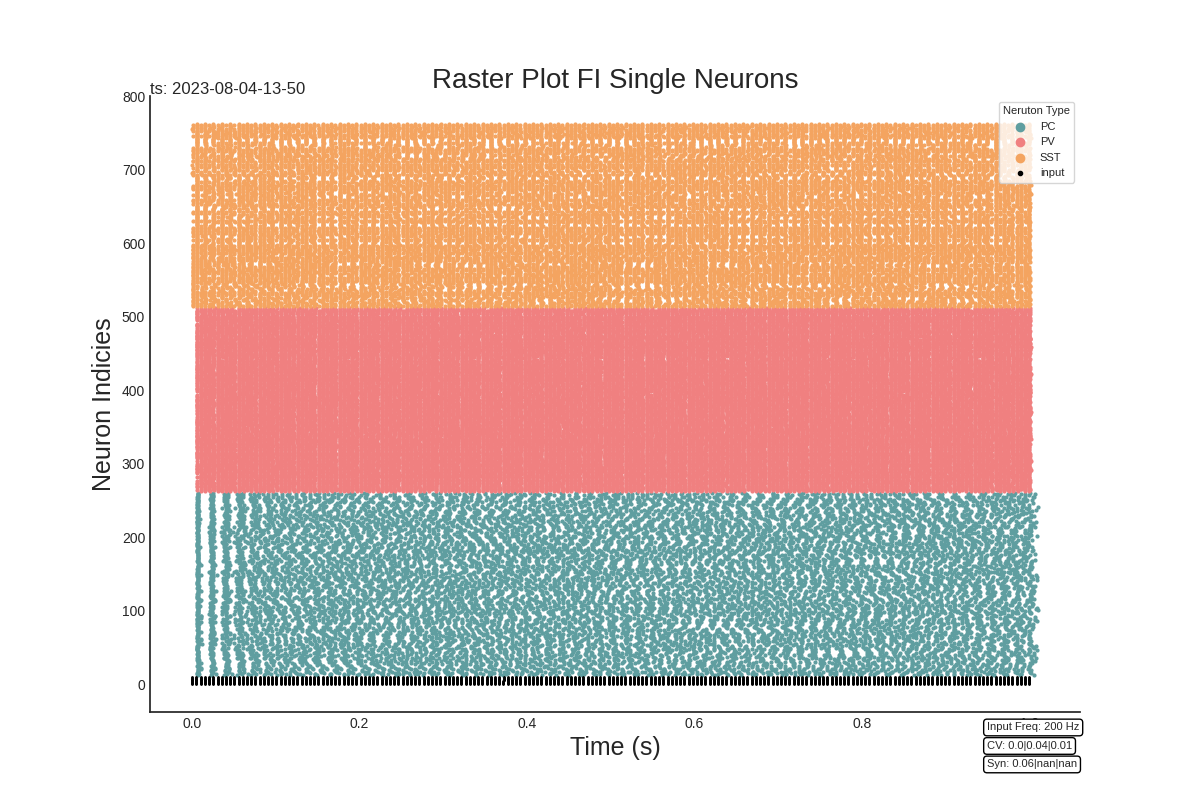 Raster Plot FI Single Neurons
ts: 2023-08-04-13-50
Neruton Type
PC
PV
SST
input
Neuron Indicies
800
700
600
500
400
300
200
100
0
0.0 0.2 0.4 0.6 0.8
Time (s)
Input Freq: 200 Hz
CV: 0.0|0.04|0.01
Syn: 0.06|nan|nan